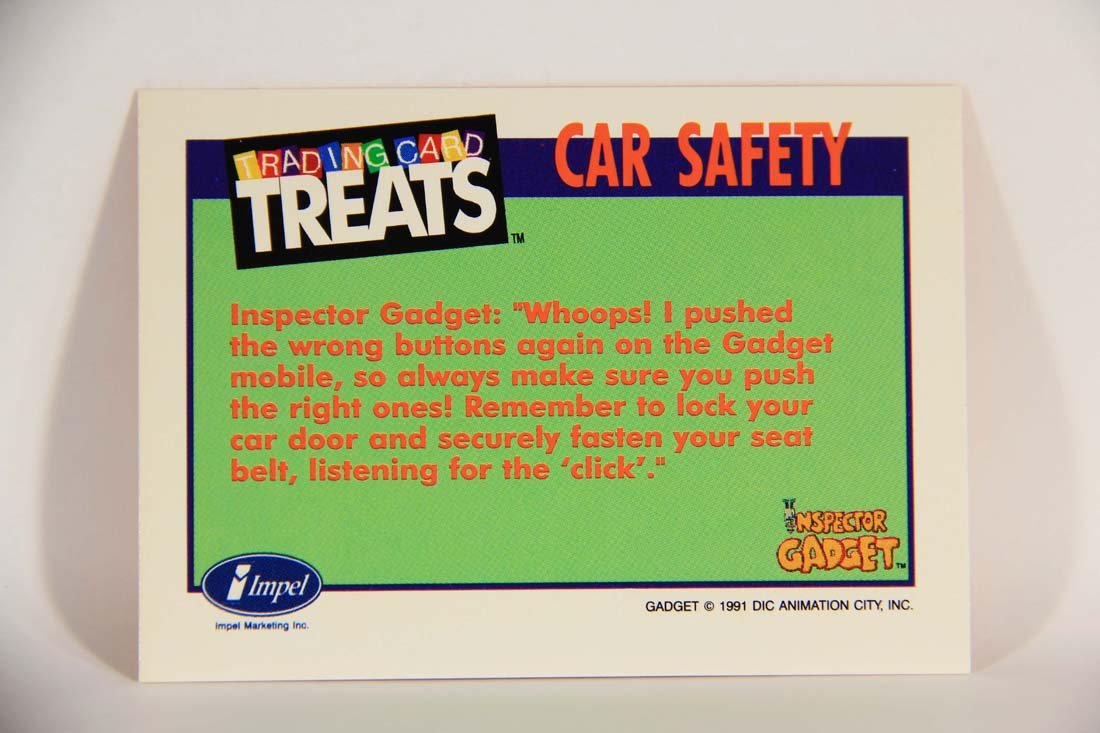 TRADING CARD
TREATS™
CAR SAFETY
Inspector Gadget: "Whoops! I pushed
the wrong buttons again on the Gadget
mobile, so always make sure you push
the right ones! Remember to lock your
car door and securely fasten your seat
belt, listening for the ‘click’."
INSPECTOR
GADGET™
Impel
Impel Marketing Inc.
GADGET © 1991 DIC ANIMATION CITY, INC.